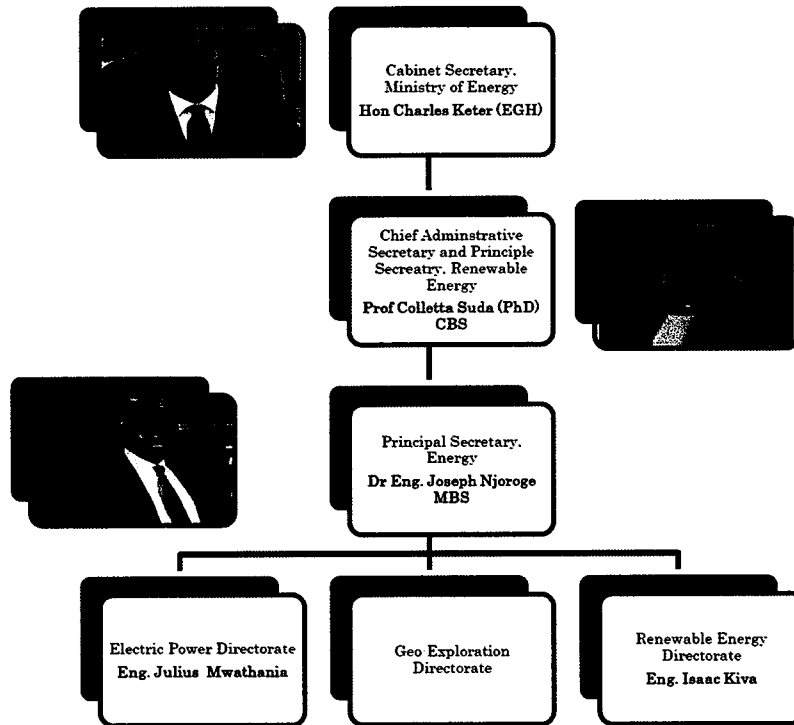 Cabinet Secretary,
Ministry of Energy
Hon Charles Keter (EGH)
Chief Adminstrative
Secretary and Principle
Secreatry, Renewable
Energy
Prof Colletta Suda (PhD)
CBS
Principal Secretary,
Energy
Dr Eng. Joseph Njoroge
MBS
Electric Power Directorate
Eng. Julius Mwathania
Geo Exploration
Directorate
Renewable Energy
Directorate
Eng. Isaac Kiva